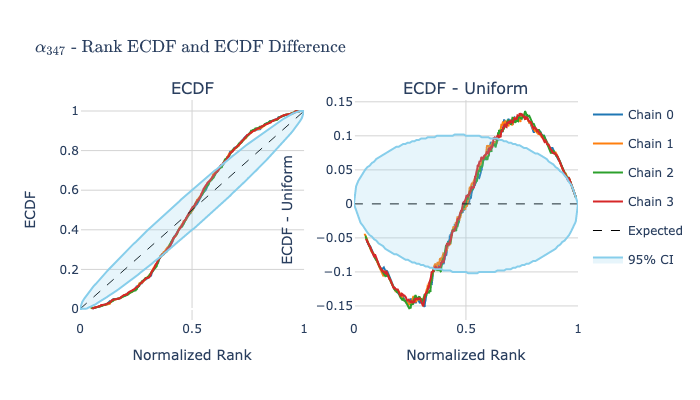 α347 - Rank ECDF and ECDF Difference
ECDF
ECDF - Uniform
1
0.8
0.6
0.4
0.2
0
0
0.5
1
ECDF
Normalized Rank
0.15
0.1
0.05
0
−0.05
−0.1
−0.15
0
0.5
1
ECDF - Uniform
Normalized Rank
Chain 0
Chain 1
Chain 2
Chain 3
Expected
95% CI